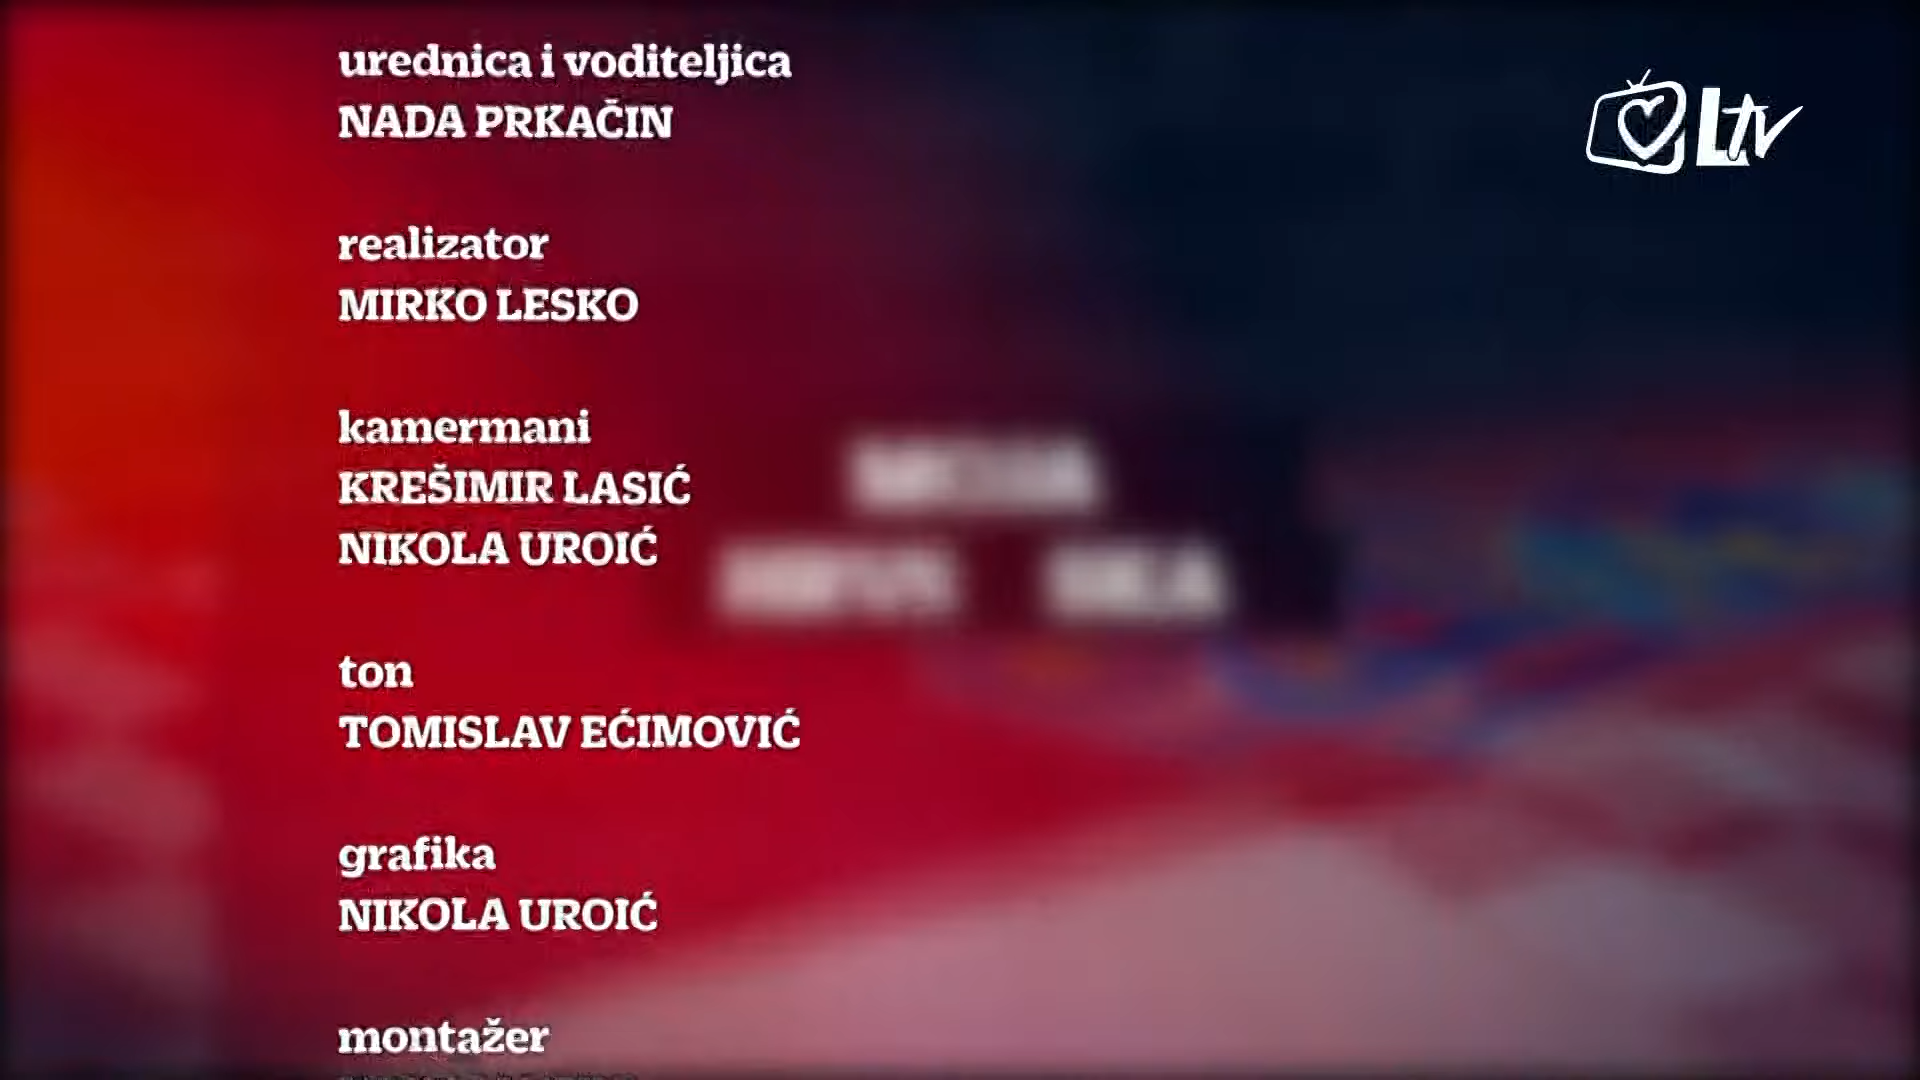 urednica i voditeljica
NADA PRKAČIN
LTV
realizator
MIRKO LESKO
kamermani
KREŠIMIR LASIĆ
NIKOLA UROIĆ
ton
TOMISLAV EĆIMOVIĆ
grafika
NIKOLA UROIĆ
montažer